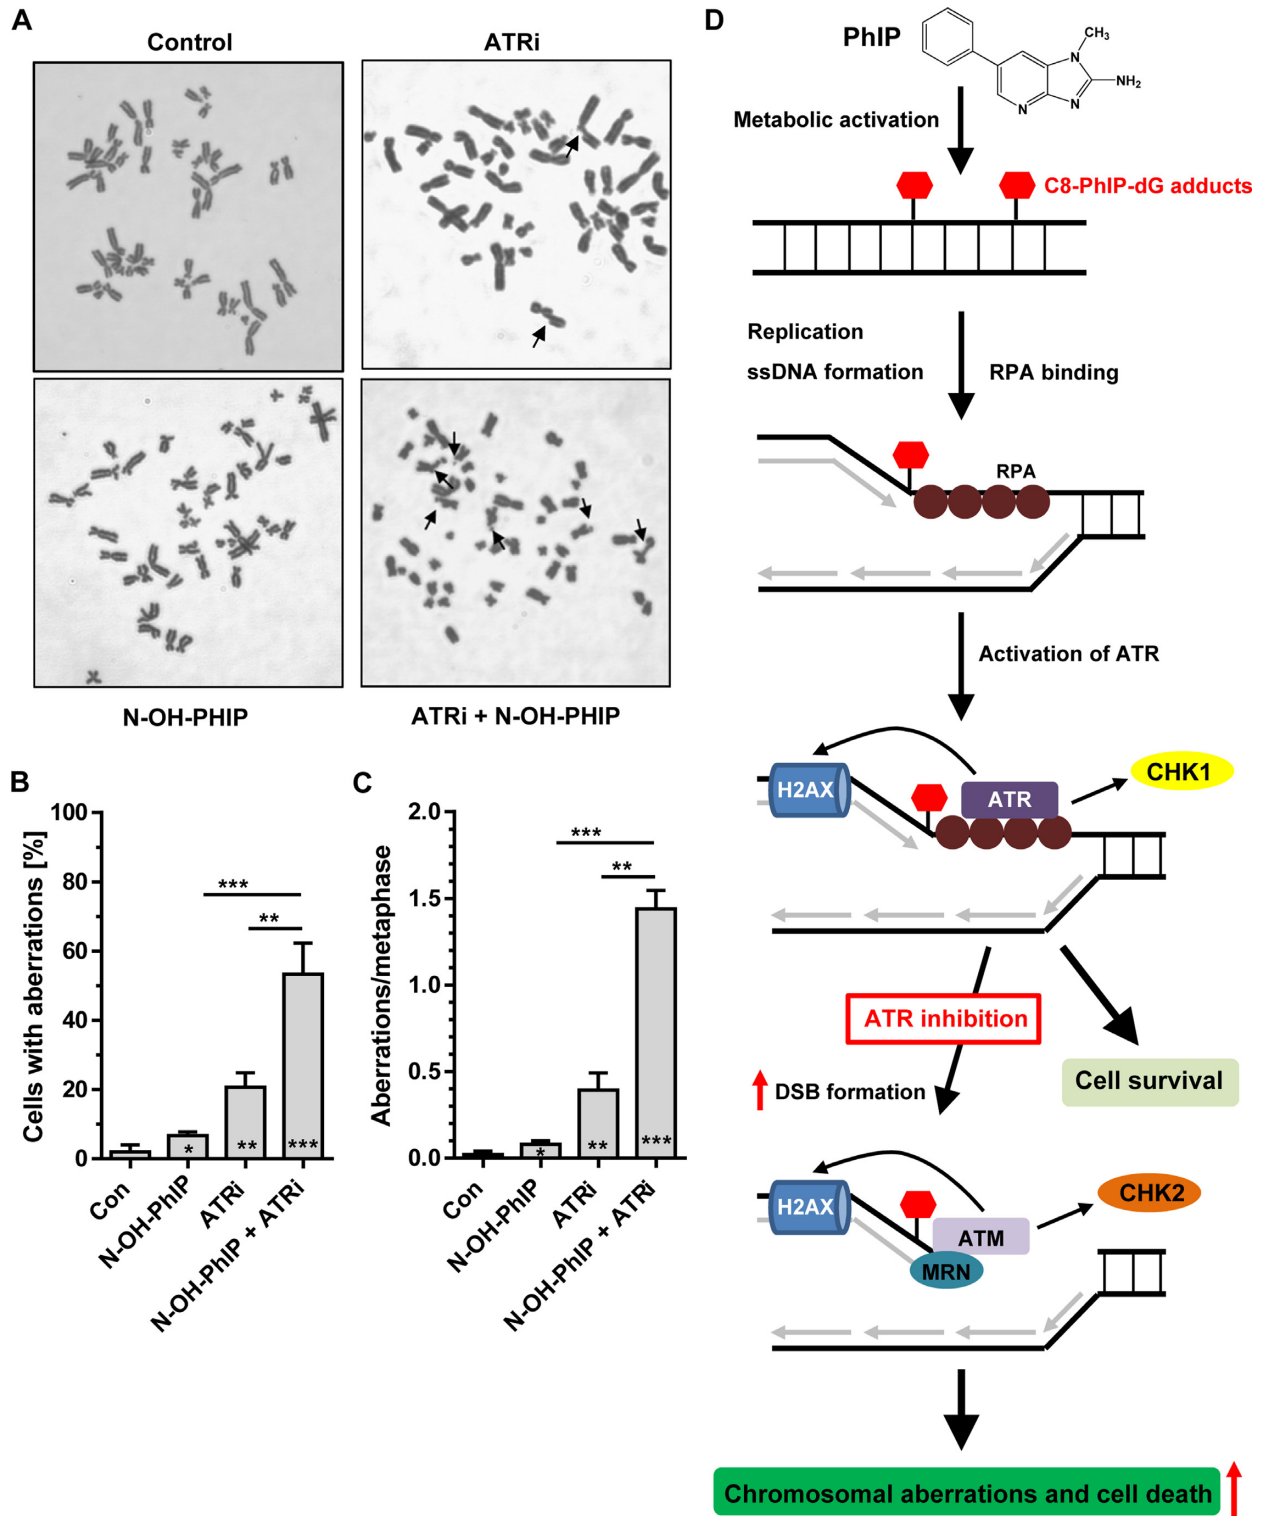 A
Control
ATRi
N-OH-PHIP
ATRi + N-OH-PHIP
B
Cells with aberrations [%]
100
80
60
40
20
0
***
**
*
**
***
Con
N-OH-PhIP
ATRi
N-OH-PhIP + ATRi
C
Aberrations/metaphase
2.0
1.5
1.0
0.5
0.0
***
**
*
**
***
Con
N-OH-PhIP
ATRi
N-OH-PhIP + ATRi
D
PhIP
CH3
N
N
N
NH2
Metabolic activation
C8-PhIP-dG adducts
Replication
ssDNA formation
RPA binding
RPA
Activation of ATR
H2AX
ATR
CHK1
ATR inhibition
DSB formation
Cell survival
H2AX
ATM
MRN
CHK2
Chromosomal aberrations and cell death